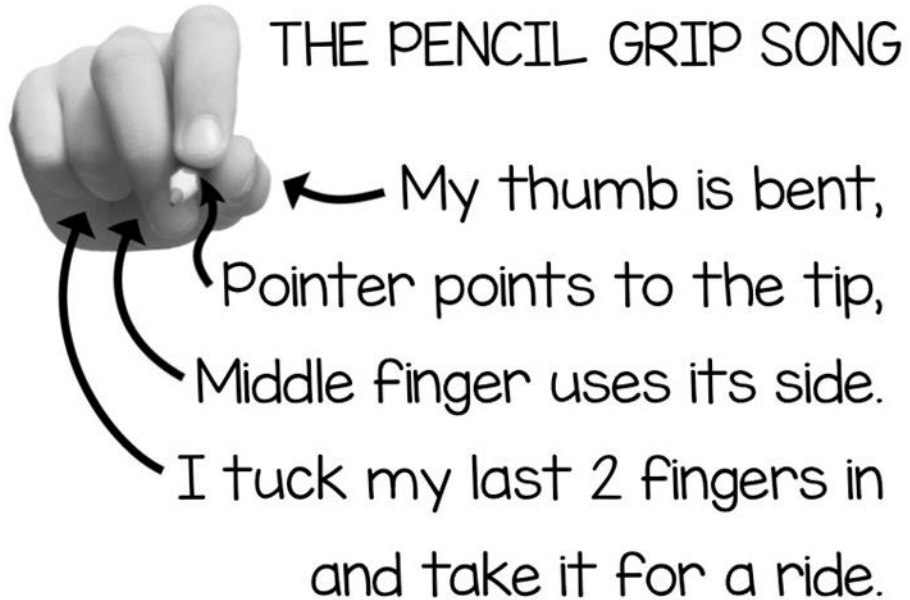 THE PENCIL GRIP SONG
My thumb is bent,
Pointer points to the tip,
Middle finger uses its side.
I tuck my last 2 fingers in
and take it for a ride.